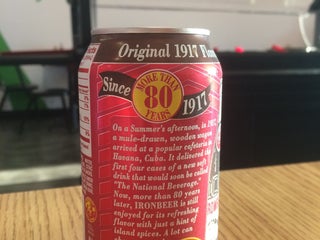 Original 1917
Since
MORE THAN
80
YEARS
1917
On a Summer's afternoon, in
a mule-drawn, wooden wagon
arrived at a popular cafeteria in
Havana, Cuba. It delivered the
first four cases of a new soft
drink that would soon be called
"The National Beverage."
Now, more than 80 years
later, IRONBEER is still
enjoyed for its refreshing
flavor with just a hint of
island spices. A lot can